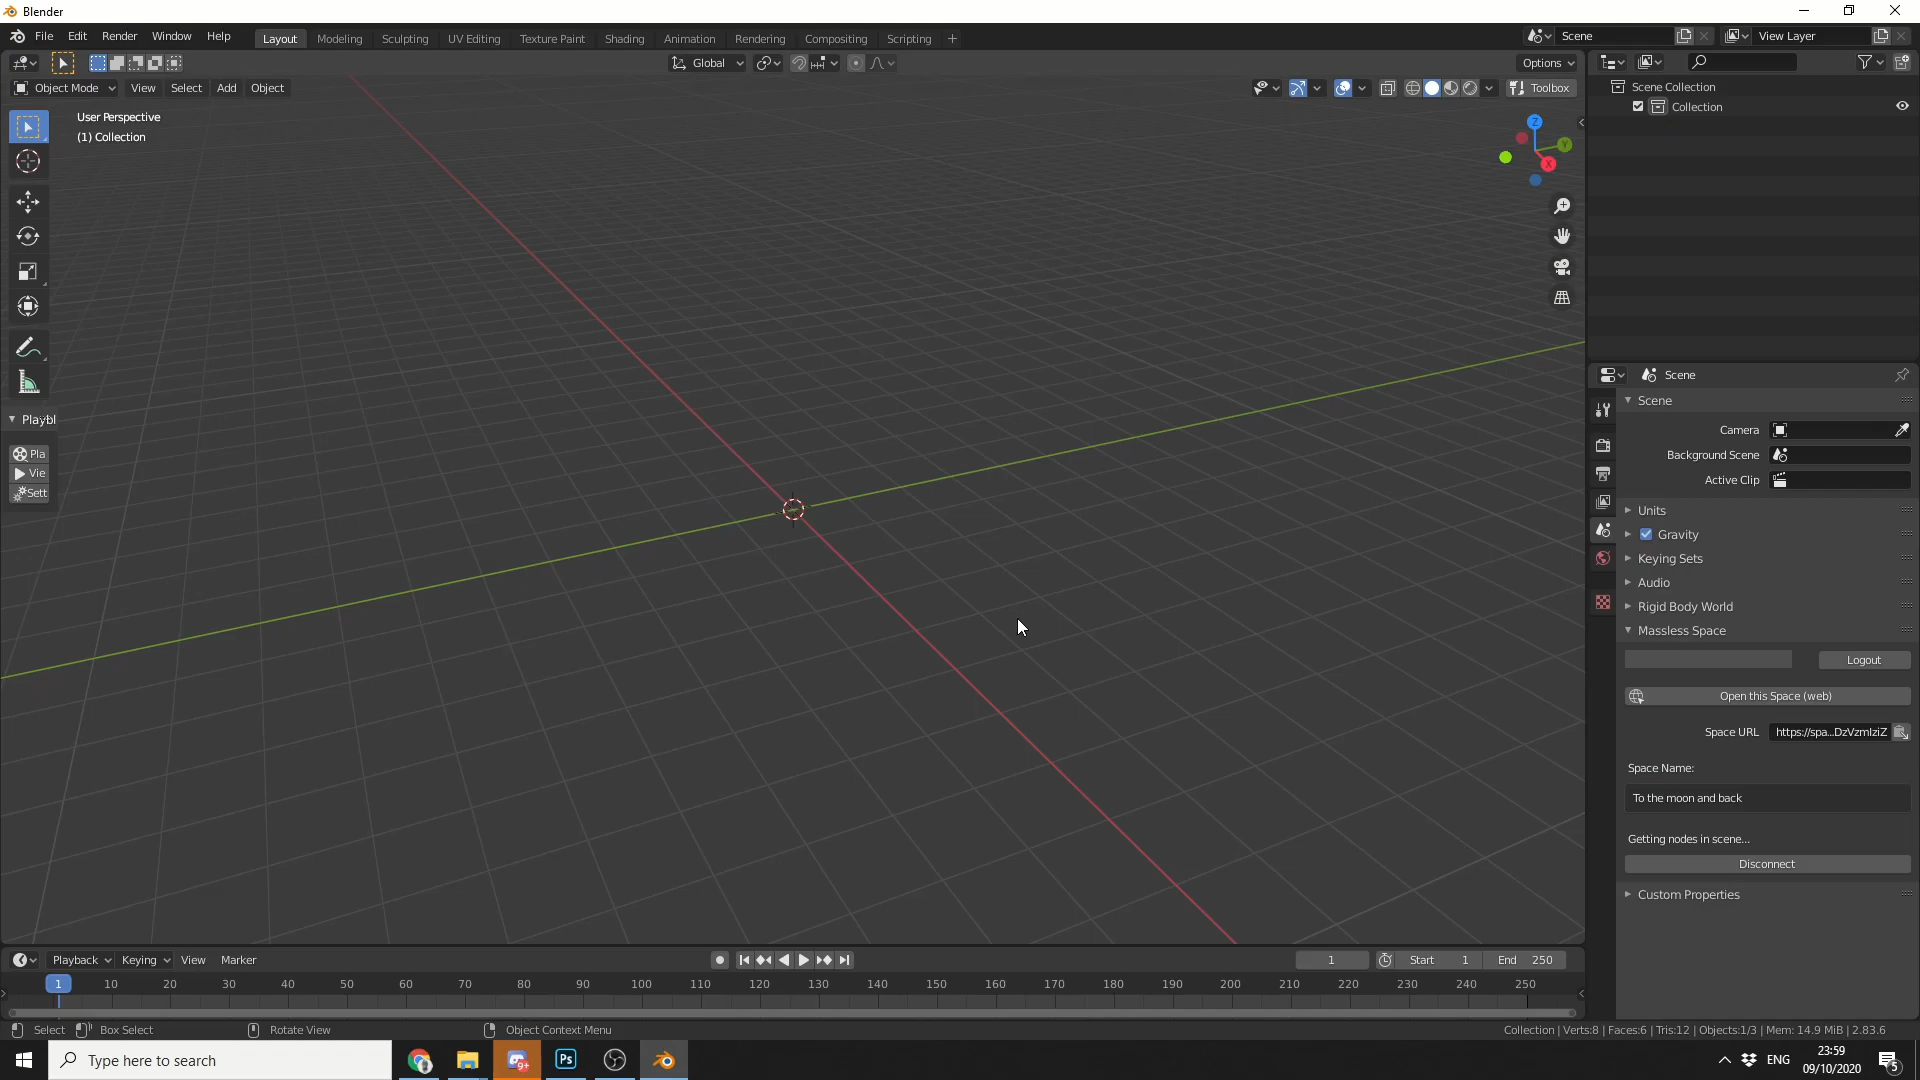 Blender
File Edit Render Window Help
Layout Modeling Sculpting UV Editing Texture Paint Shading Animation Rendering Compositing Scripting +
Scene
View Layer
Global
Options
Object Mode View Select Add Object
Toolbox
User Perspective
(1) Collection
Z
Y
X
Scene Collection
Collection
Playbl
Pla
Vie
Sett
Scene
Scene
Camera
Background Scene
Active Clip
Units
Gravity
Keying Sets
Audio
Rigid Body World
Massless Space
Logout
Open this Space (web)
Space URL https://spa...DzVzmIziZ
Space Name:
To the moon and back
Getting nodes in scene...
Disconnect
Custom Properties
Playback Keying View Marker
1 Start 1 End 250
1 10 20 30 40 50 60 70 80 90 100 110 120 130 140 150 160 170 180 190 200 210 220 230 240 250
Select Box Select Rotate View Object Context Menu
Collection | Verts:8 | Faces:6 | Tris:12 | Objects:1/3 | Mem: 14.9 MiB | 2.83.6
Type here to search
9+
Ps
ENG
23:59
09/10/2020
5